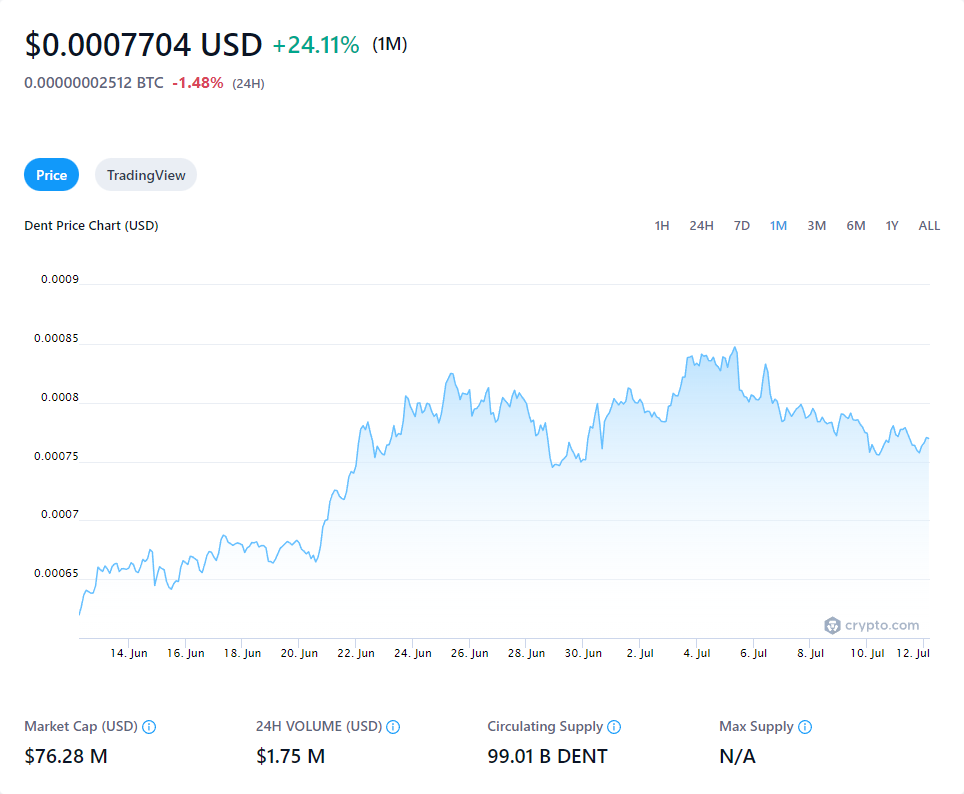 $0.0007704 USD +24.11% (1M)
0.00000002512 BTC -1.48% (24H)
Price TradingView
Dent Price Chart (USD) 1H 24H 7D 1M 3M 6M 1Y ALL
0.0009
0.00085
0.0008
0.00075
0.0007
0.00065
crypto.com
14. Jun 16. Jun 18. Jun 20. Jun 22. Jun 24. Jun 26. Jun 28. Jun 30. Jun 2. Jul 4. Jul 6. Jul 8. Jul 10. Jul 12. Jul
Market Cap (USD) 24H VOLUME (USD) Circulating Supply Max Supply
$76.28 M $1.75 M 99.01 B DENT N/A